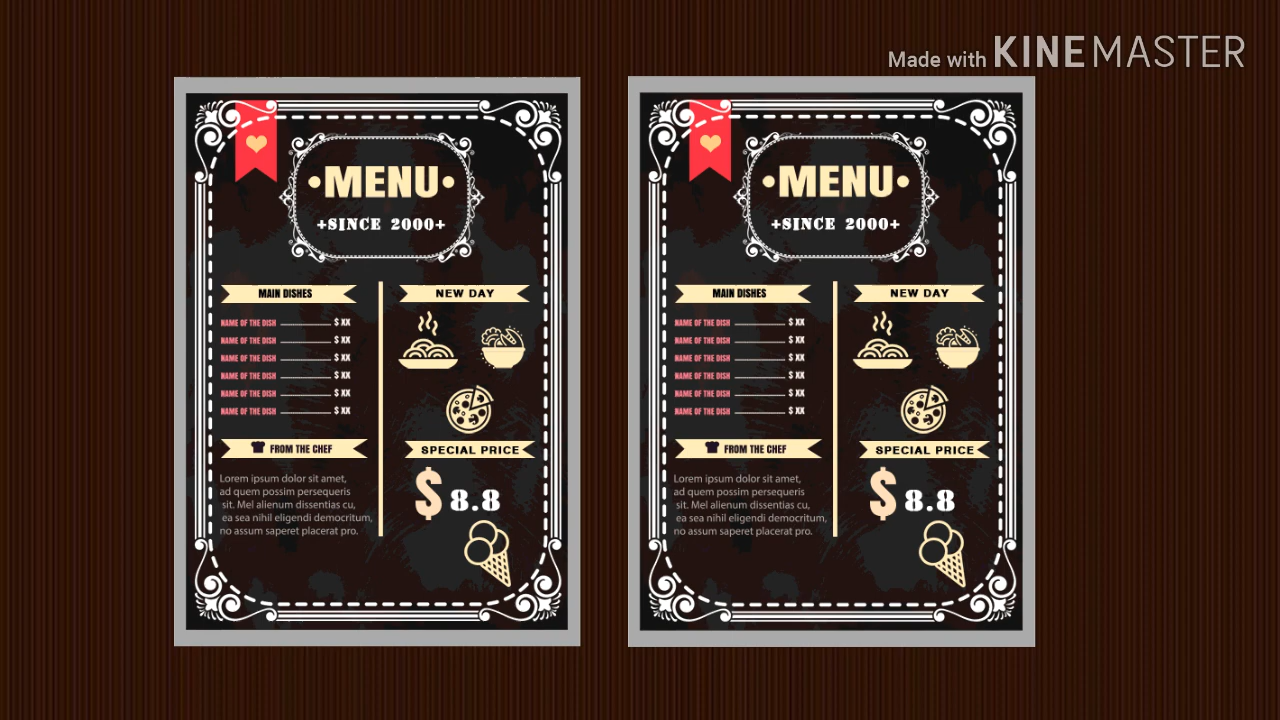 Made with KINEMASTER
•MENU•
+SINCE 2000+
MAIN DISHES
NAME OF THE DISH $ XX
NAME OF THE DISH $ XX
NAME OF THE DISH $ XX
NAME OF THE DISH $ XX
NAME OF THE DISH $ XX
NAME OF THE DISH $ XX
FROM THE CHEF
Lorem ipsum dolor sit amet,
ad quem possim persequeris
sit. Mel alienum dissentias cu,
ea sea nihil eligendi democritum,
no assum saperet placerat pro.
NEW DAY
SPECIAL PRICE
$ 8.8
•MENU•
+SINCE 2000+
MAIN DISHES
NAME OF THE DISH $ XX
NAME OF THE DISH $ XX
NAME OF THE DISH $ XX
NAME OF THE DISH $ XX
NAME OF THE DISH $ XX
NAME OF THE DISH $ XX
FROM THE CHEF
Lorem ipsum dolor sit amet,
ad quem possim persequeris
sit. Mel alienum dissentias cu,
ea sea nihil eligendi democritum,
no assum saperet placerat pro.
NEW DAY
SPECIAL PRICE
$ 8.8